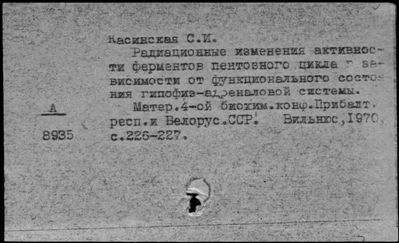 Касинская С.И.
Радиационные изменения активнос-
ти ферментов пентозного цикла в за-
висимости от функционального состоя
ния гипофиз-адреналовой системы.
А Матер.4-ой биохим.конф.Прибалт.
респ.и Белорус.ССР. Вильнюс,1970,
8935 с.226-227.